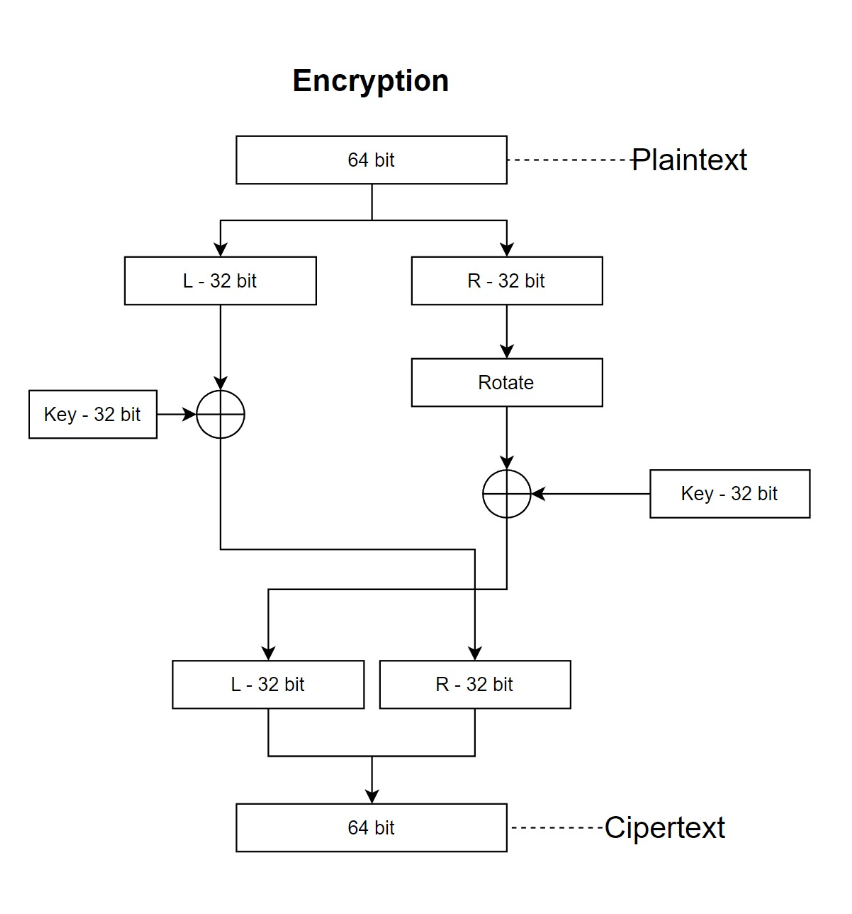 Encryption
64 bit
Plaintext
L - 32 bit
R - 32 bit
Rotate
Key - 32 bit
Key - 32 bit
L - 32 bit
R - 32 bit
64 bit
Cipertext